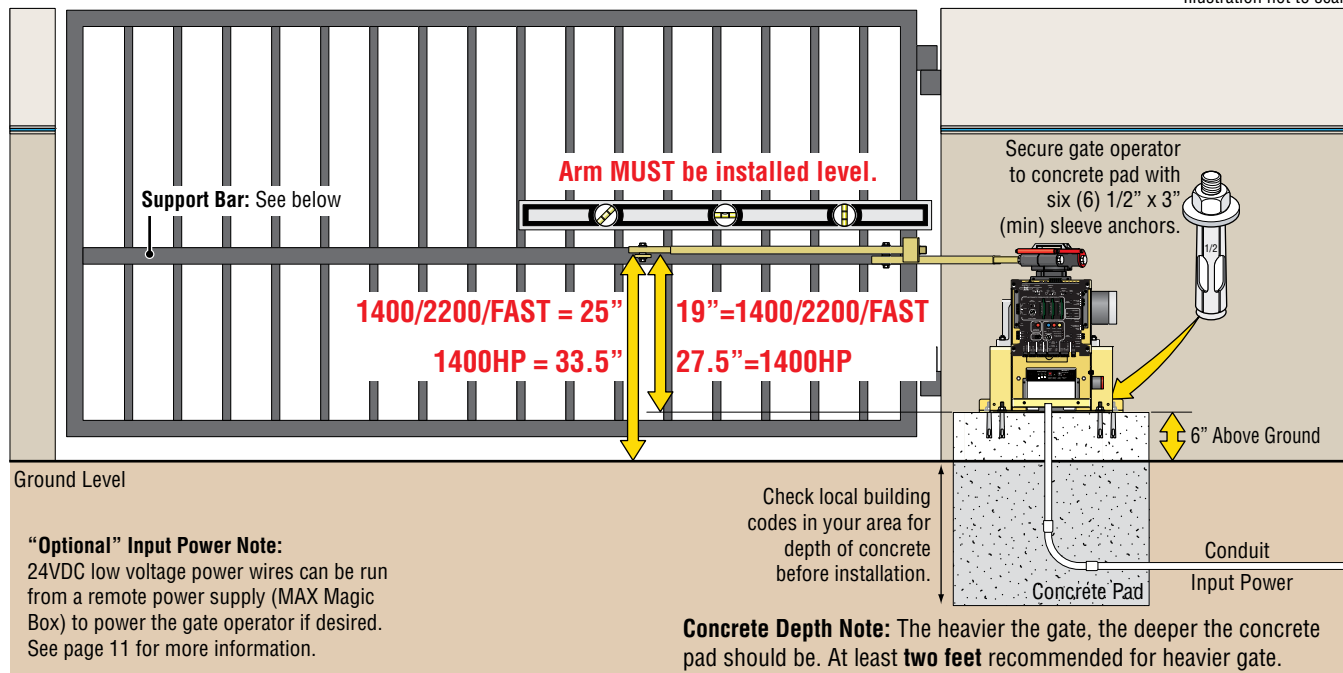 Illustration not to scal
Arm MUST be installed level.
Support Bar: See below
Secure gate operator
to concrete pad with
six (6) 1/2” x 3”
(min) sleeve anchors.
1/2
1400/2200/FAST = 25”
19”=1400/2200/FAST
1400HP = 33.5”
27.5”=1400HP
6” Above Ground
Ground Level
Check local building
codes in your area for
depth of concrete
before installation.
Conduit
Input Power
Concrete Pad
“Optional” Input Power Note:
24VDC low voltage power wires can be run
from a remote power supply (MAX Magic
Box) to power the gate operator if desired.
See page 11 for more information.
Concrete Depth Note: The heavier the gate, the deeper the concrete
pad should be. At least two feet recommended for heavier gate.